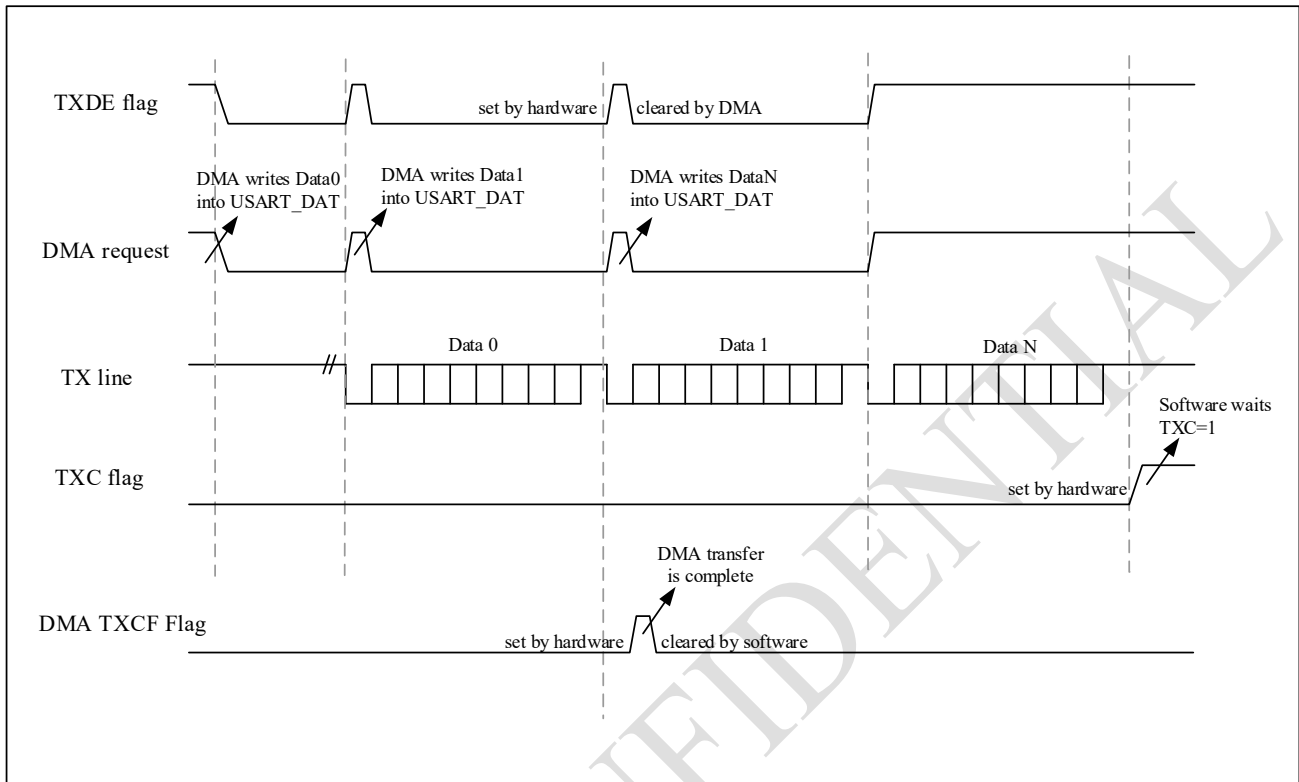 TXDE flag
set by hardware
cleared by DMA
DMA writes Data0
into USART_DAT
DMA writes Data1
into USART_DAT
DMA writes DataN
into USART_DAT
DMA request
Data 0
Data 1
Data N
TX line
Software waits
TXC=1
TXC flag
set by hardware
DMA transfer
is complete
DMA TXCF Flag
set by hardware
cleared by software
NFIDENTIAL